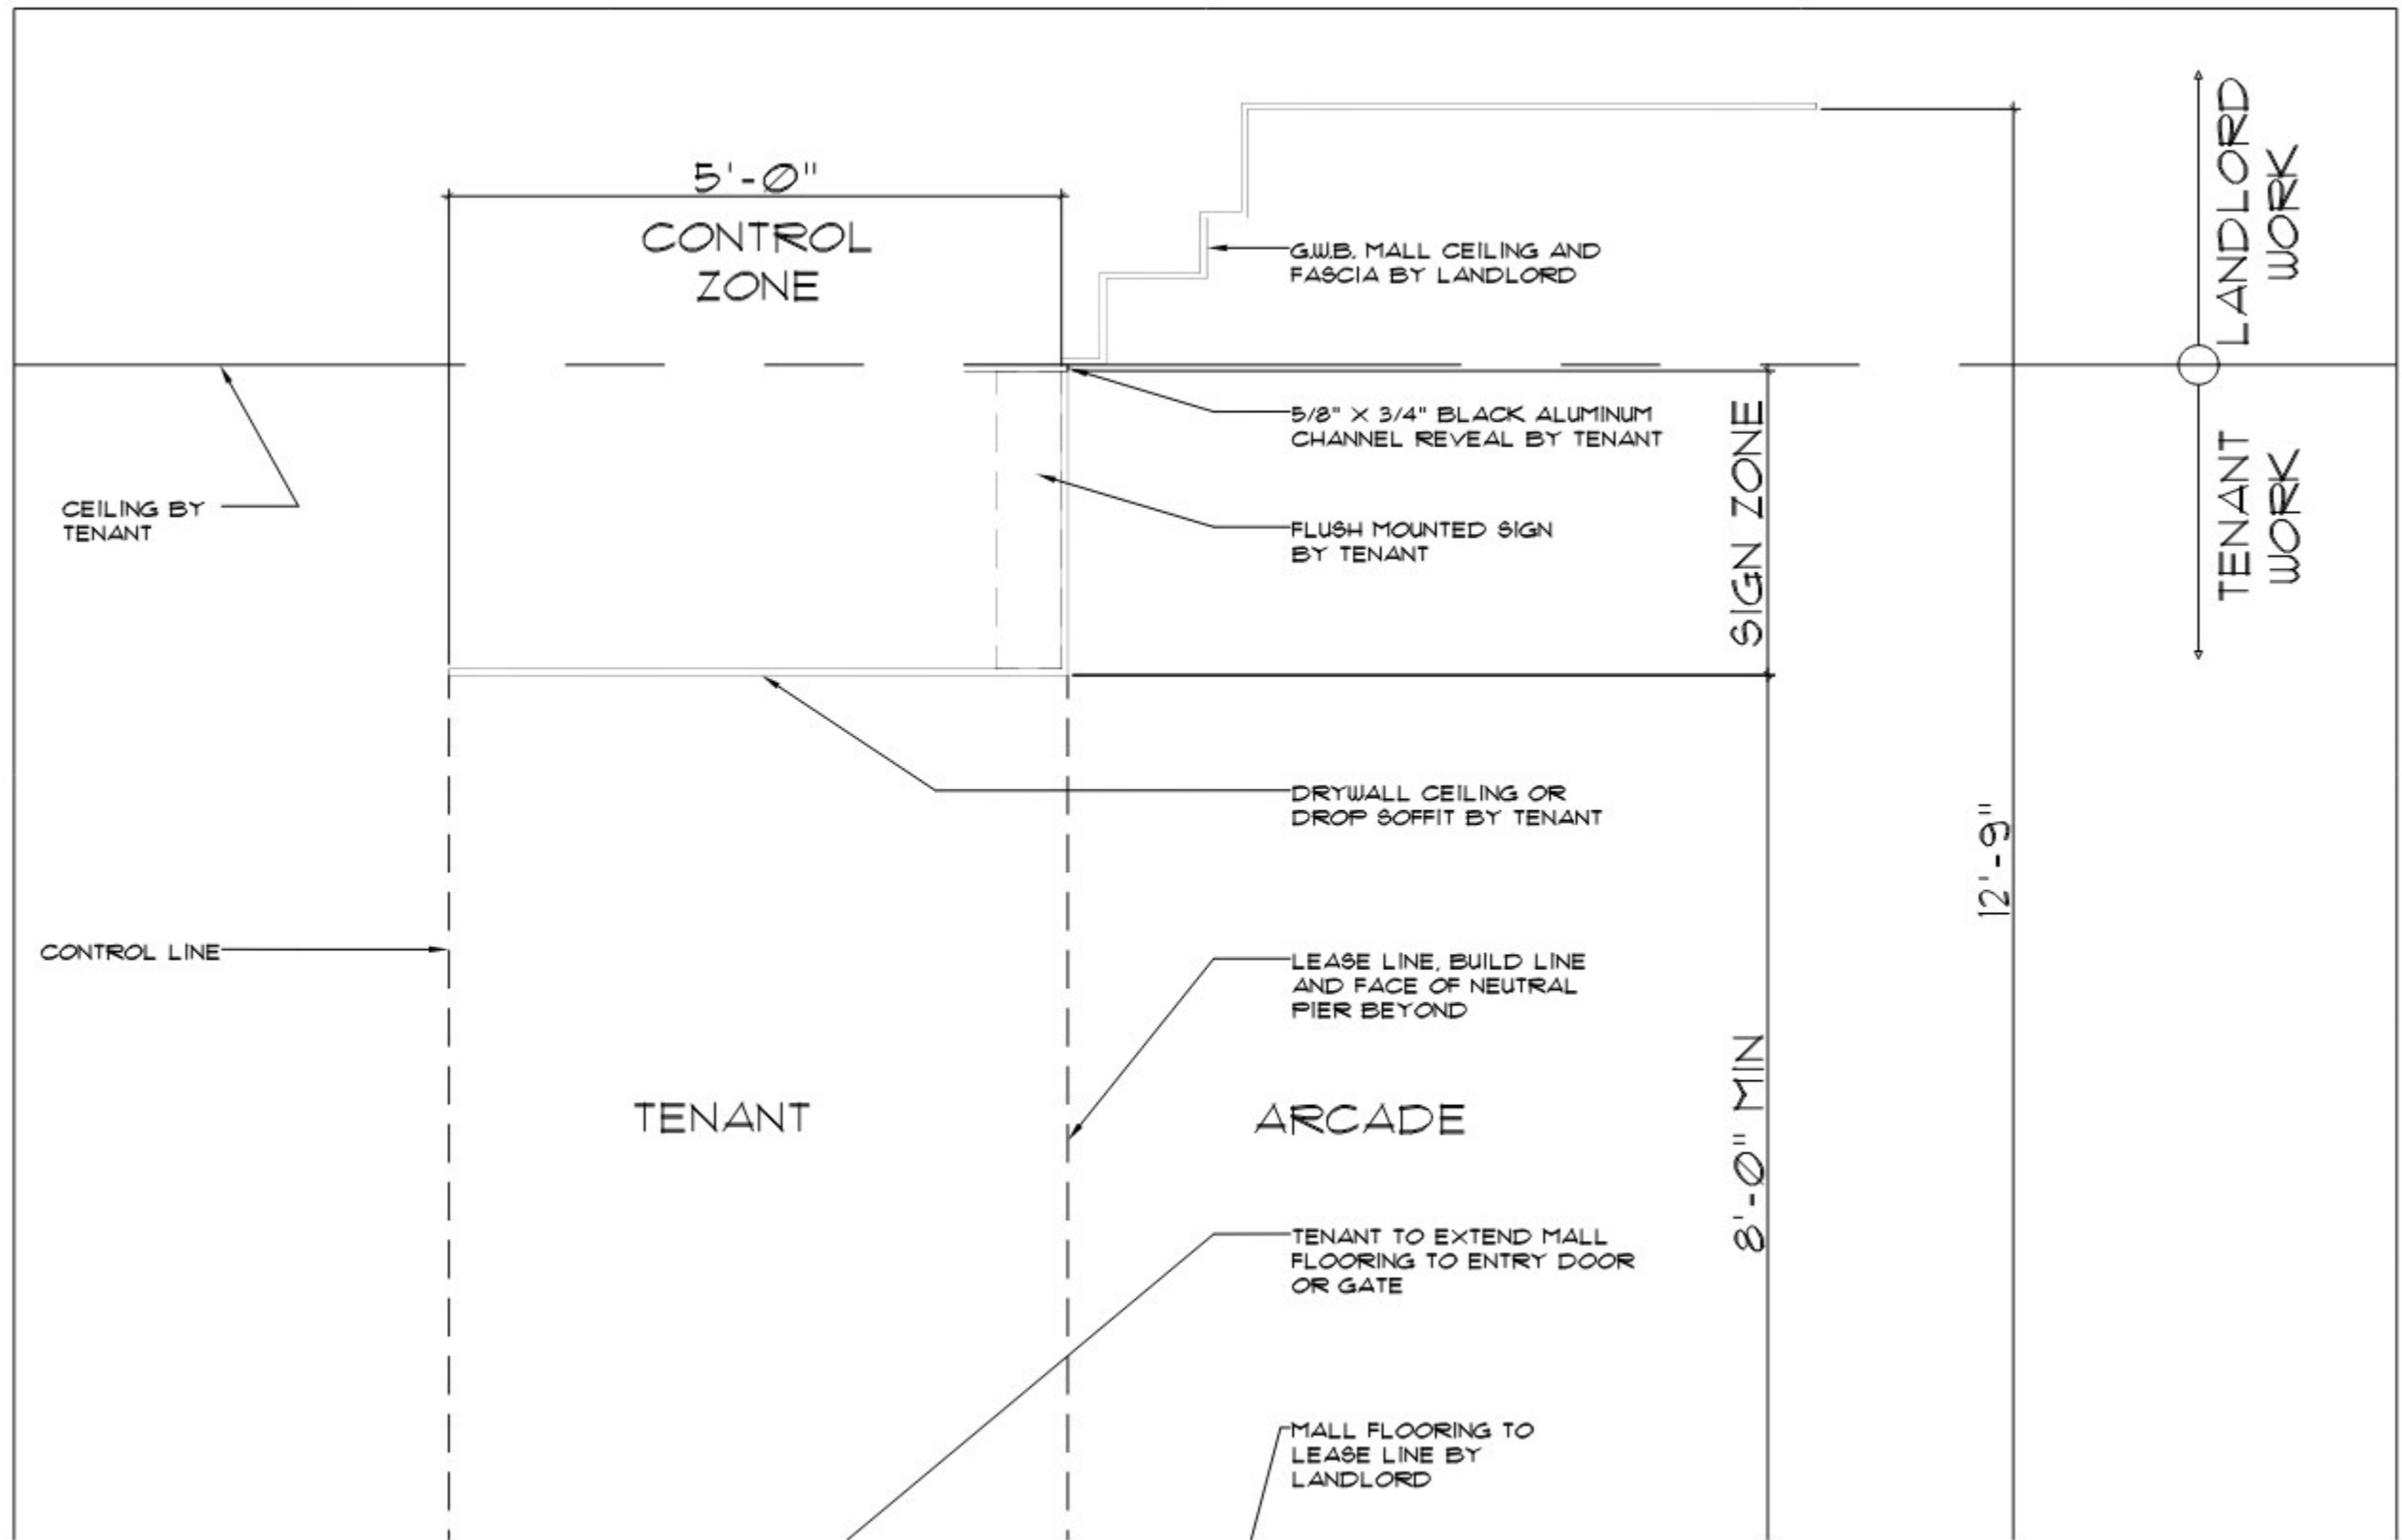 5'-0"
CONTROL
ZONE
G.W.B. MALL CEILING AND
FASCIA BY LANDLORD
LANDLORD
WORK
5/8" X 3/4" BLACK ALUMINUM
CHANNEL REVEAL BY TENANT
SIGN ZONE
TENANT
WORK
CEILING BY
TENANT
FLUSH MOUNTED SIGN
BY TENANT
DRYWALL CEILING OR
DROP SOFFIT BY TENANT
12'-9"
CONTROL LINE
LEASE LINE, BUILD LINE
AND FACE OF NEUTRAL
PIER BEYOND
TENANT
ARCADE
8'-0" MIN
TENANT TO EXTEND MALL
FLOORING TO ENTRY DOOR
OR GATE
MALL FLOORING TO
LEASE LINE BY
LANDLORD